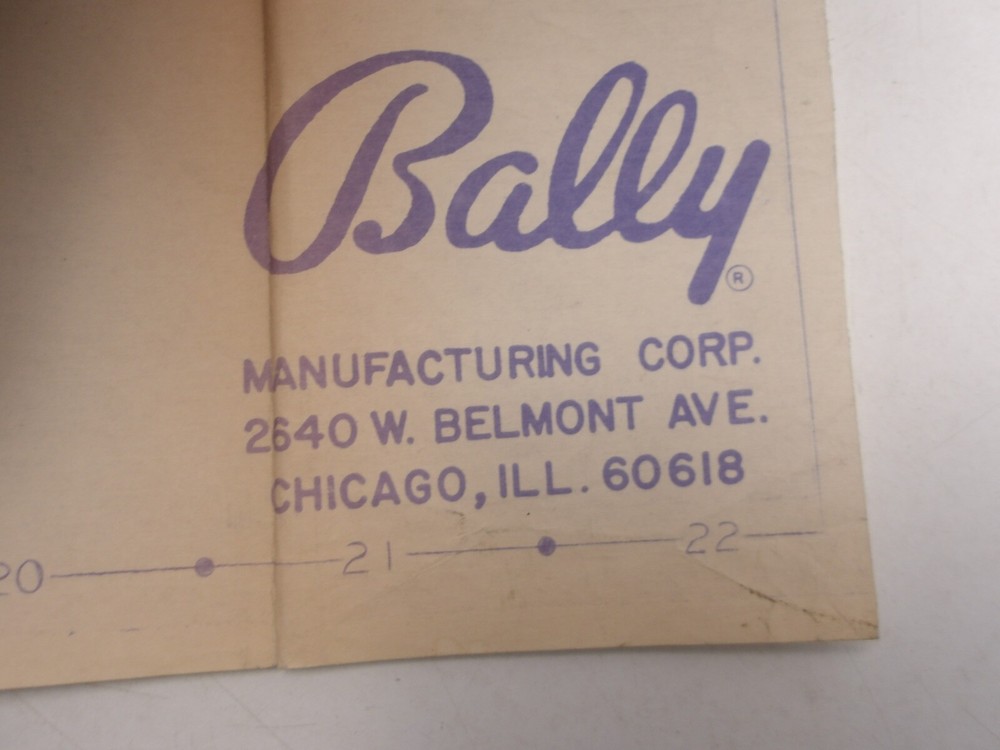 Bally ®
MANUFACTURING CORP.
2640 W. BELMONT AVE.
CHICAGO, ILL. 60618
20 21 22